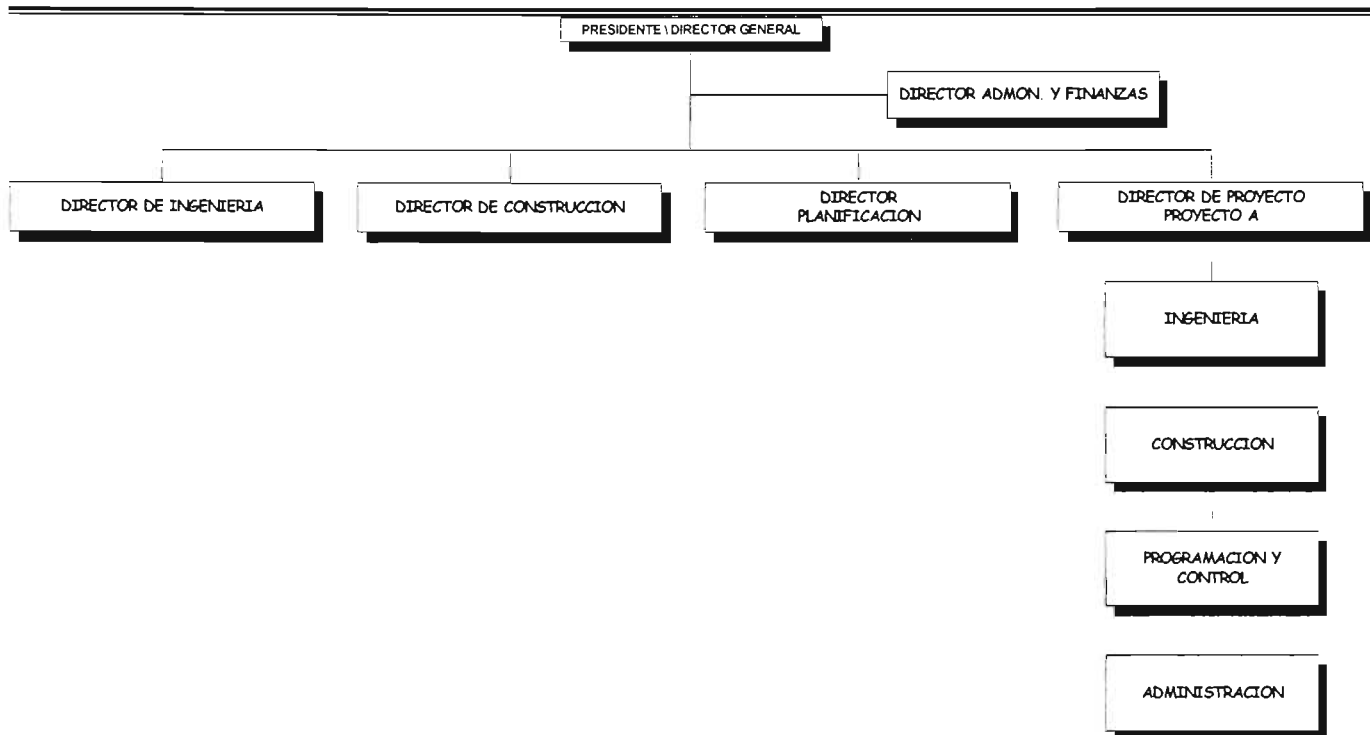 PRESIDENTE \ DIRECTOR GENERAL
DIRECTOR ADMON. Y FINANZAS
DIRECTOR DE INGENIERIA
DIRECTOR DE CONSTRUCCION
DIRECTOR
PLANIFICACION
DIRECTOR DE PROYECTO
PROYECTO A
INGENIERIA
CONSTRUCCION
PROGRAMACION Y
CONTROL
ADMINISTRACION